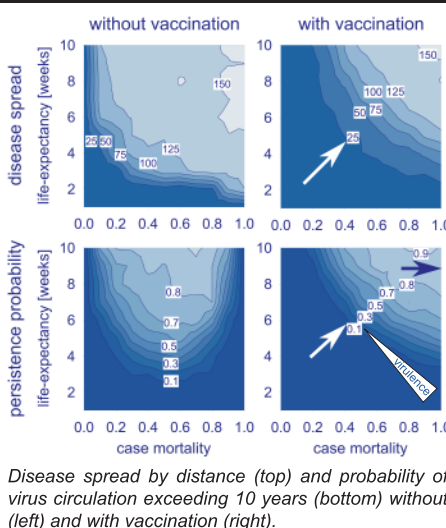 without vaccination
with vaccination
disease spread
life-expectancy [weeks]
10
8
6
4
2
150
25 50
75
100
125
0.0 0.2 0.4 0.6 0.8 1.0
10
8
6
4
2
150
100 125
50 75
25
0.0 0.2 0.4 0.6 0.8 1.0
persistence probability
life-expectancy [weeks]
10
8
6
4
2
0.8
0.7
0.5
0.3
0.1
0.0 0.2 0.4 0.6 0.8 1.0
case mortality
10
8
6
4
2
0.9
0.8
0.7
0.5
0.3
0.1
virulence
0.0 0.2 0.4 0.6 0.8 1.0
case mortality
Disease spread by distance (top) and probability of
virus circulation exceeding 10 years (bottom) without
(left) and with vaccination (right).